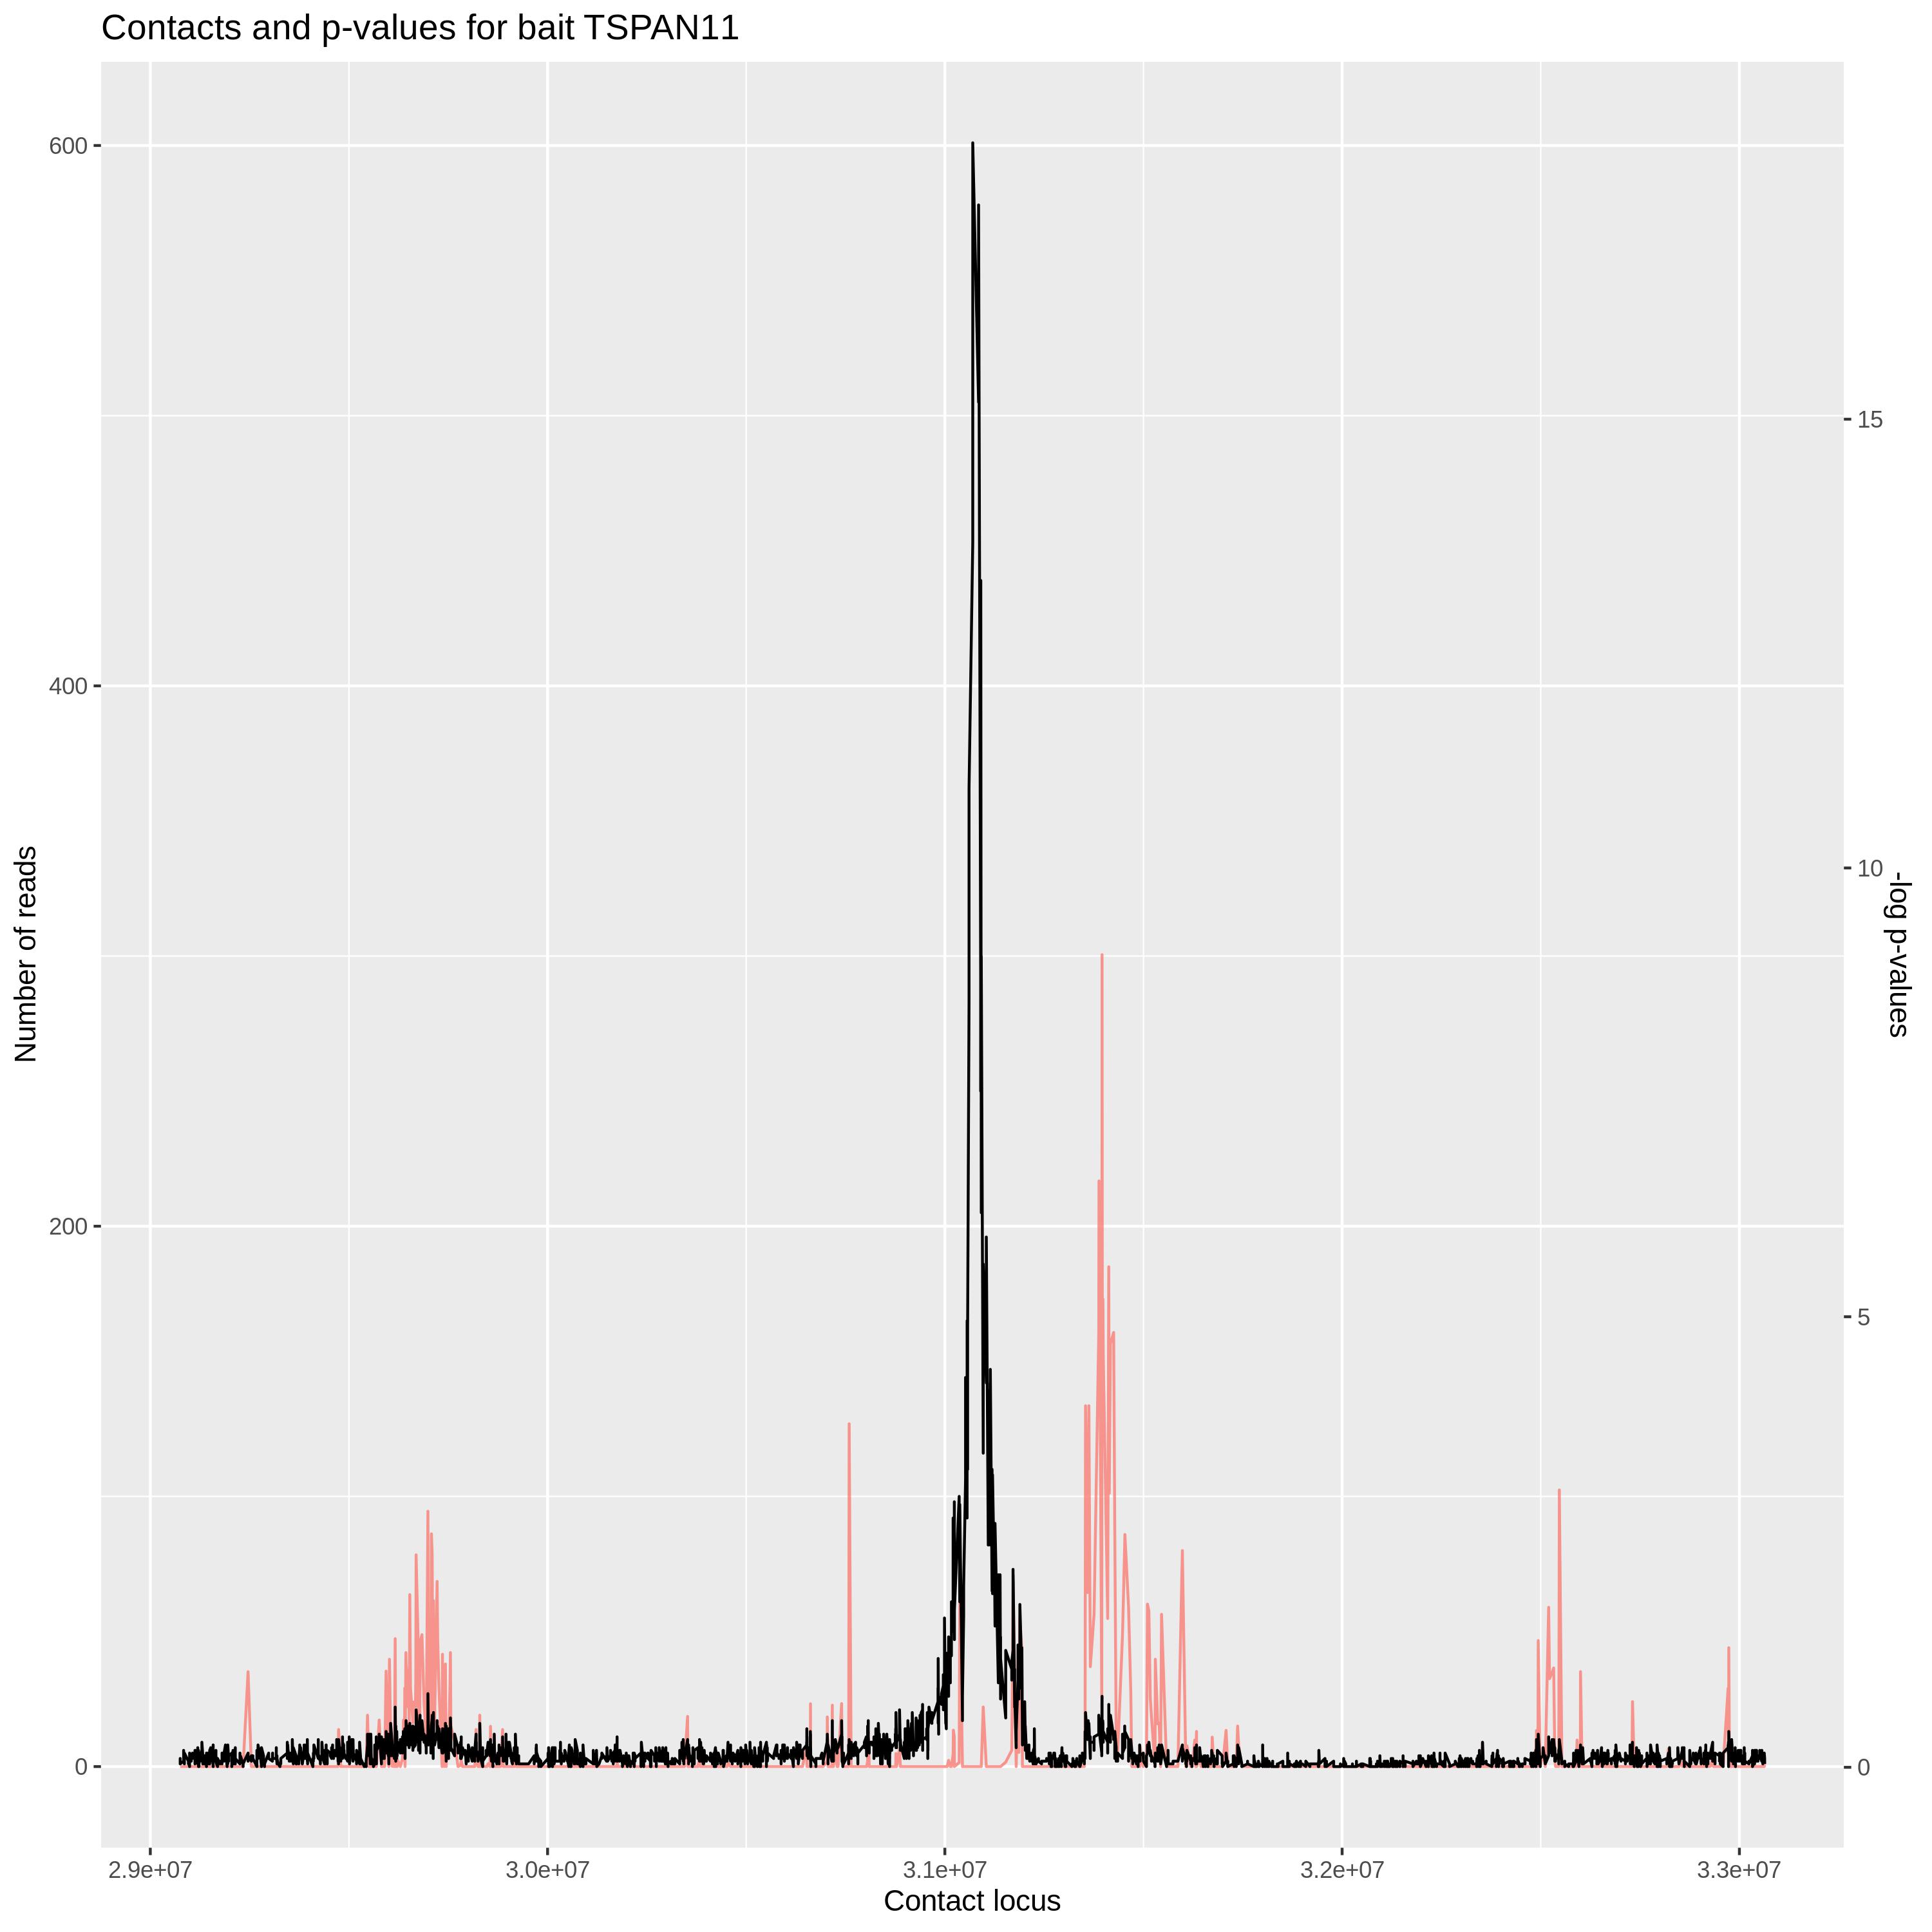 Contacts and p-values for bait TSPAN11
600
400
200
0
15
10
5
0
Number of reads
-log p-values
2.9e+07 3.0e+07 3.1e+07 3.2e+07 3.3e+07
Contact locus